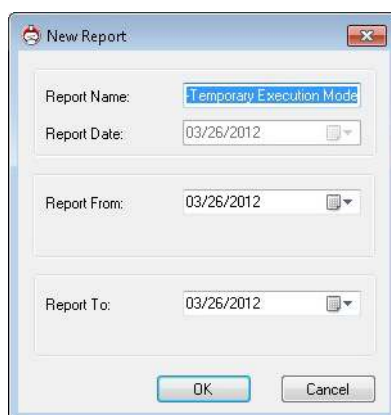 New Report
Report Name: -Temporary Execution Mode
Report Date: 03/26/2012
Report From: 03/26/2012
Report To: 03/26/2012
OK Cancel